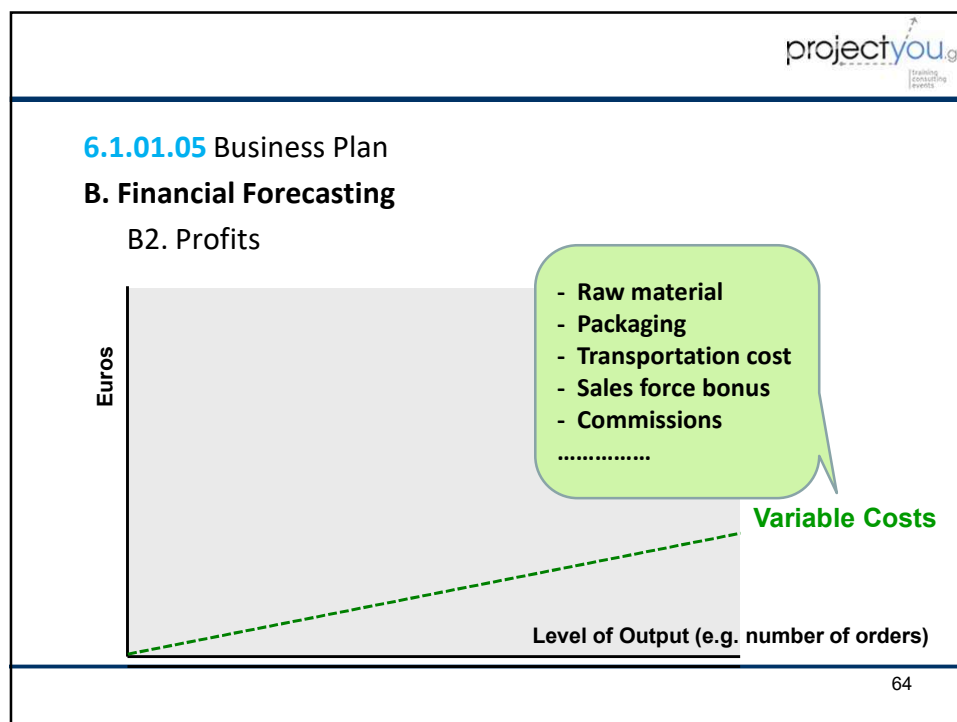 projectyou.g
training
consulting
events
6.1.01.05 Business Plan
B. Financial Forecasting
B2. Profits
- Raw material
- Packaging
- Transportation cost
- Sales force bonus
- Commissions
……………
Euros
Variable Costs
Level of Output (e.g. number of orders)
64